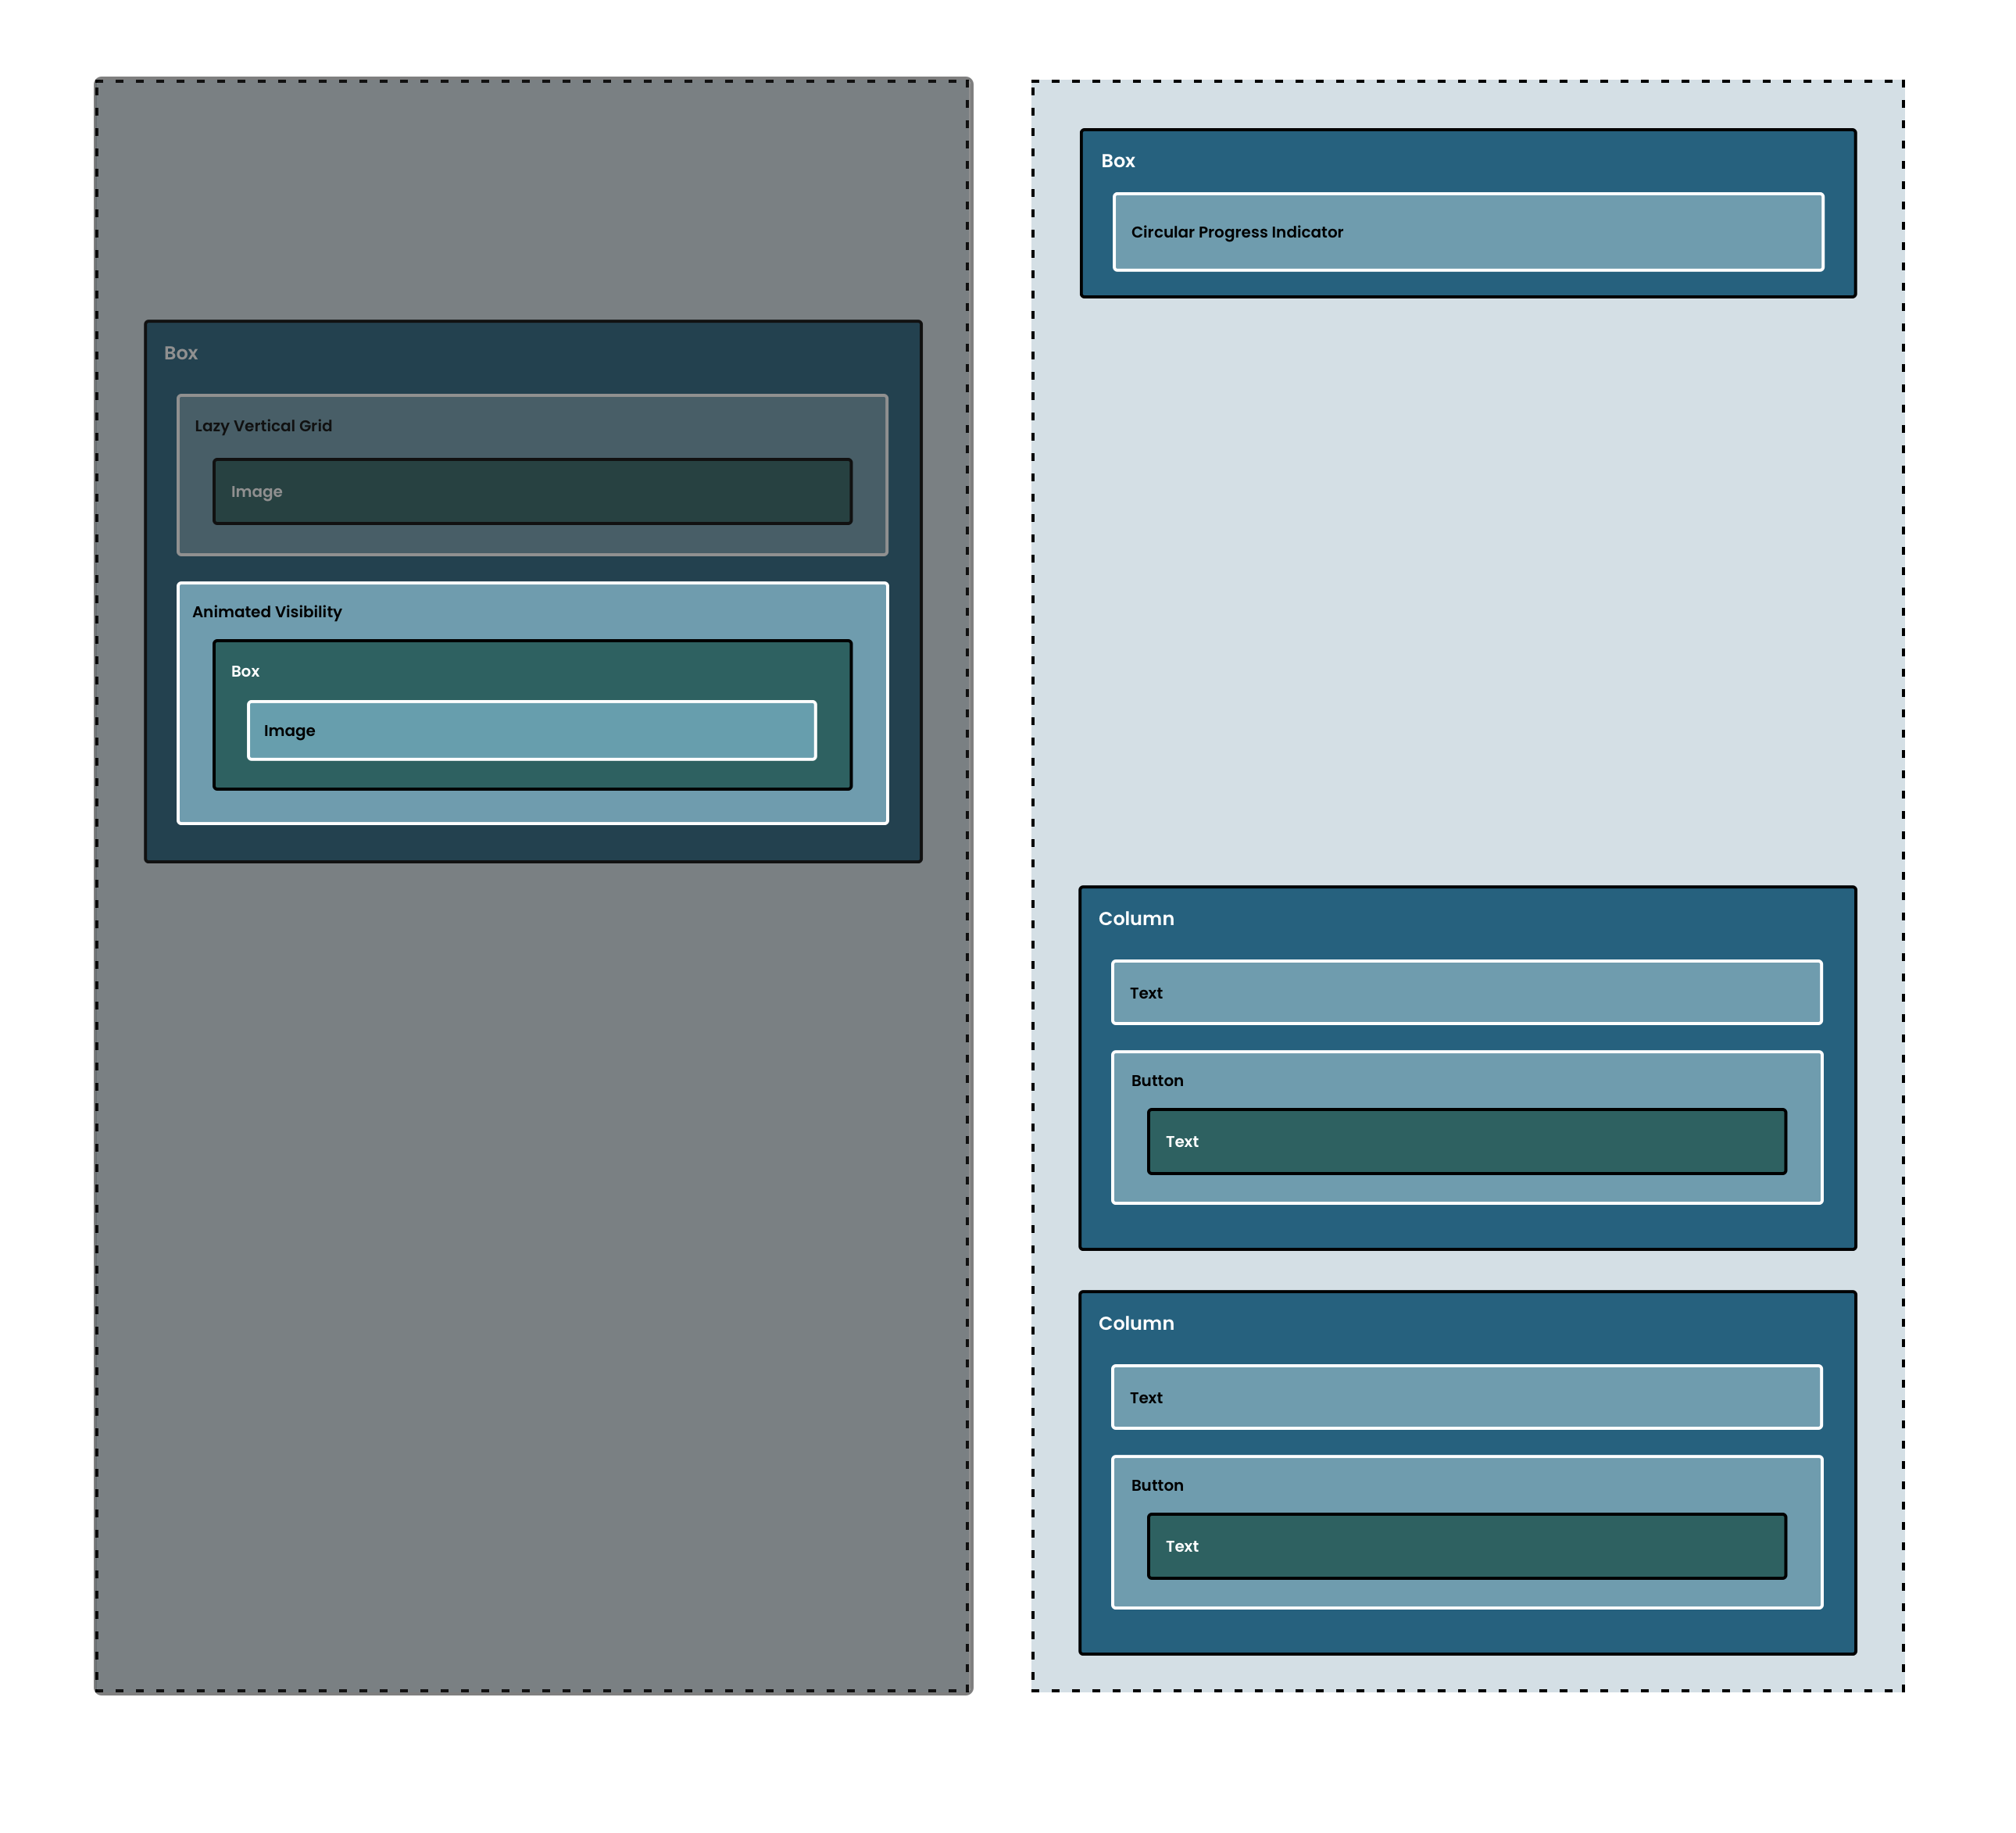 Box
Lazy Vertical Grid
Image
Animated Visibility
Box
Image
Box
Circular Progress Indicator
Column
Text
Button
Text
Column
Text
Button
Text